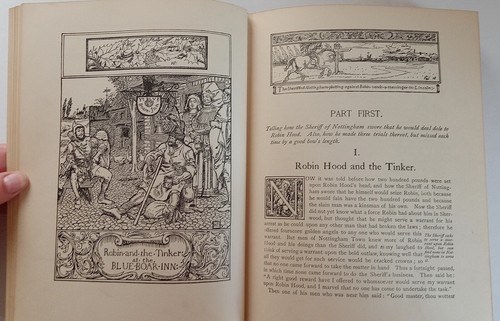 Robin·and·the·Tinker
at the
BLUE·BOAR·INN:
PART FIRST.
Telling how the Sheriff of Nottingham swore that he would deal dole to
Robin Hood. Also, how he made three trials thereat, but missed each
time by a good bow's length.
I.
Robin Hood and the Tinker.
NOW it was told before how two hundred pounds were set
upon Robin Hood's head, and how the Sheriff of Notting-
ham swore that he himself would seize Robin, both because
he would fain have the two hundred pounds and because
the slain man was a kinsman of his own. Now the Sheriff
did not yet know what a force Robin had about him in Sher-
wood, but thought that he might serve a warrant for his
arrest as he could upon any other man that had broken the laws; therefore he
offered fourscore golden angels to any one who would serve this
warrant. But men of Nottingham Town knew more of Robin
Hood and his doings than the Sheriff did, and many laughed to
think of serving a warrant upon the bold outlaw, knowing well that
all they would get for such service would be cracked crowns; so
that no one came forward to take the matter in hand. Thus a fortnight passed,
in which time none came forward to do the Sheriff's business. Then said he:
"A right good reward have I offered to whomsoever would serve my warrant
upon Robin Hood, and I marvel that no one has come to undertake the task."
Then one of his men who was near him said: "Good master, thou wottest